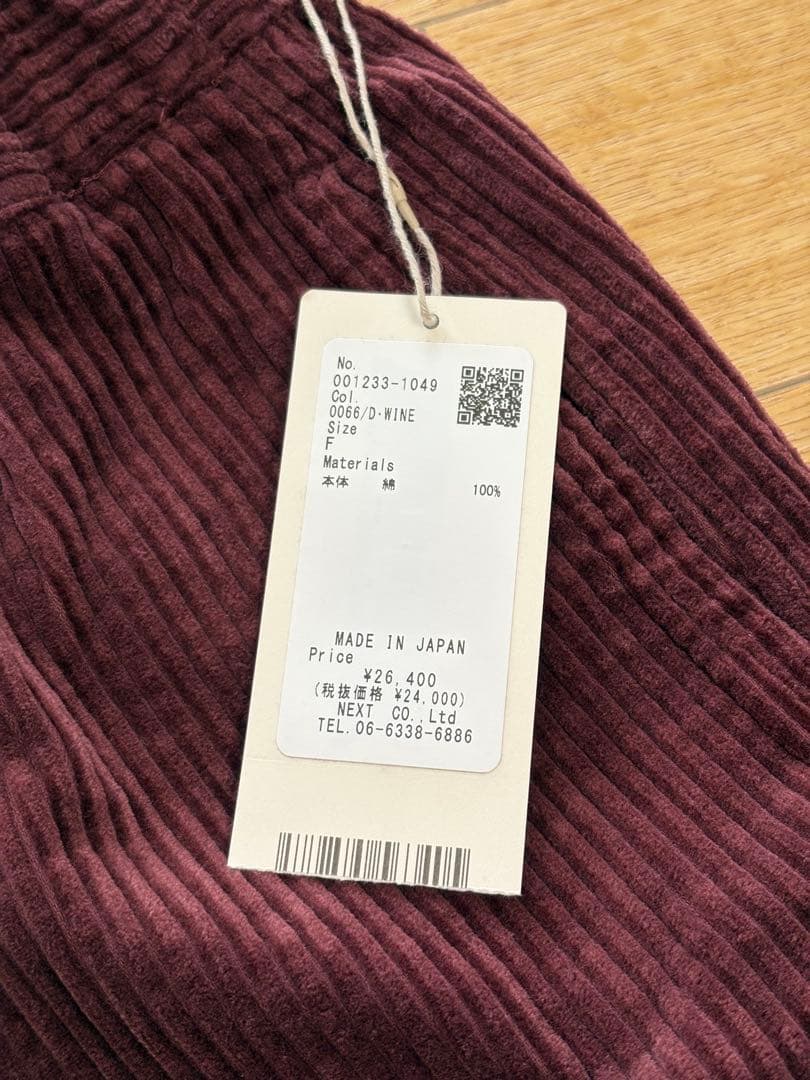 No.
001233-1049
Col.
0066/D·WINE
Size
F
Materials
本体 綿 100%
MADE IN JAPAN
Price
¥26,400
(税抜価格 ¥24,000)
NEXT CO.,Ltd
TEL.06-6338-6886